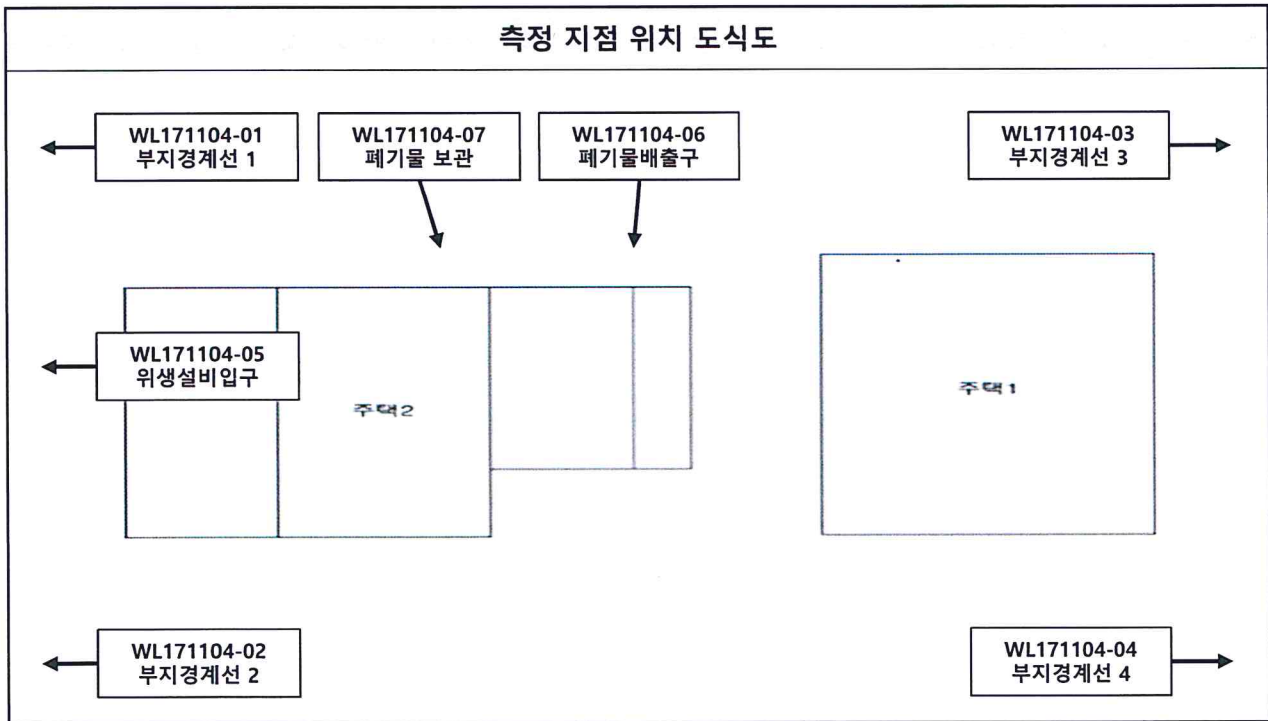 측정 지점 위치 도식도
WL171104-01
부지경계선 1
WL171104-07
폐기물 보관
WL171104-06
폐기물배출구
WL171104-03
부지경계선 3
WL171104-05
위생설비입구
주택2
주택1
WL171104-02
부지경계선 2
WL171104-04
부지경계선 4